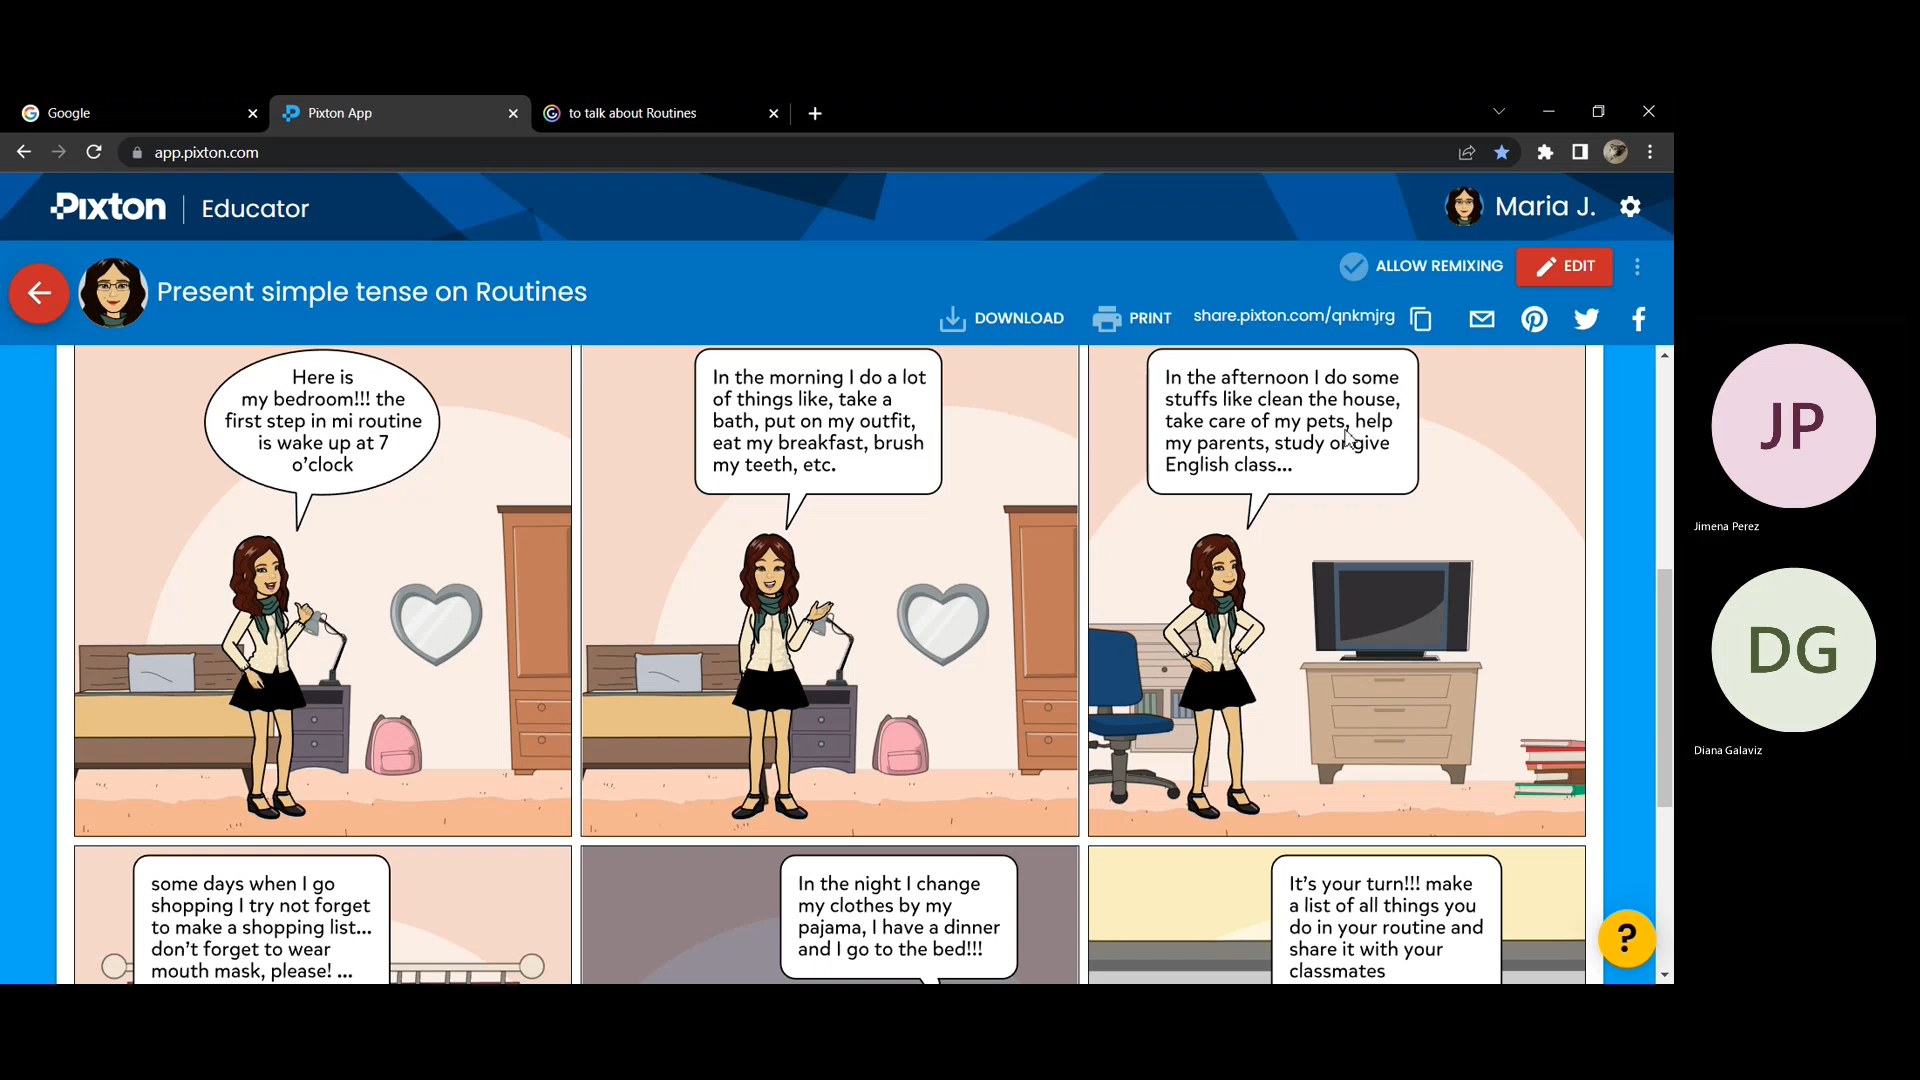 Google
Pixton App
to talk about Routines
app.pixton.com
Pixton
Educator
Maria J.
Present simple tense on Routines
ALLOW REMIXING
EDIT
DOWNLOAD
PRINT
share.pixton.com/qnkmjrg
Here is
my bedroom!!! the
first step in mi routine
is wake up at 7
o'clock
In the morning I do a lot
of things like, take a
bath, put on my outfit,
eat my breakfast, brush
my teeth, etc.
In the afternoon I do some
stuffs like clean the house,
take care of my pets, help
my parents, study or give
English class...
some days when I go
shopping I try not forget
to make a shopping list...
don't forget to wear
mouth mask, please! ...
In the night I change
my clothes by my
pajama, I have a dinner
and I go to the bed!!!
It's your turn!!! make
a list of all things you
do in your routine and
share it with your
classmates
?
JP
Jimena Perez
DG
Diana Galaviz